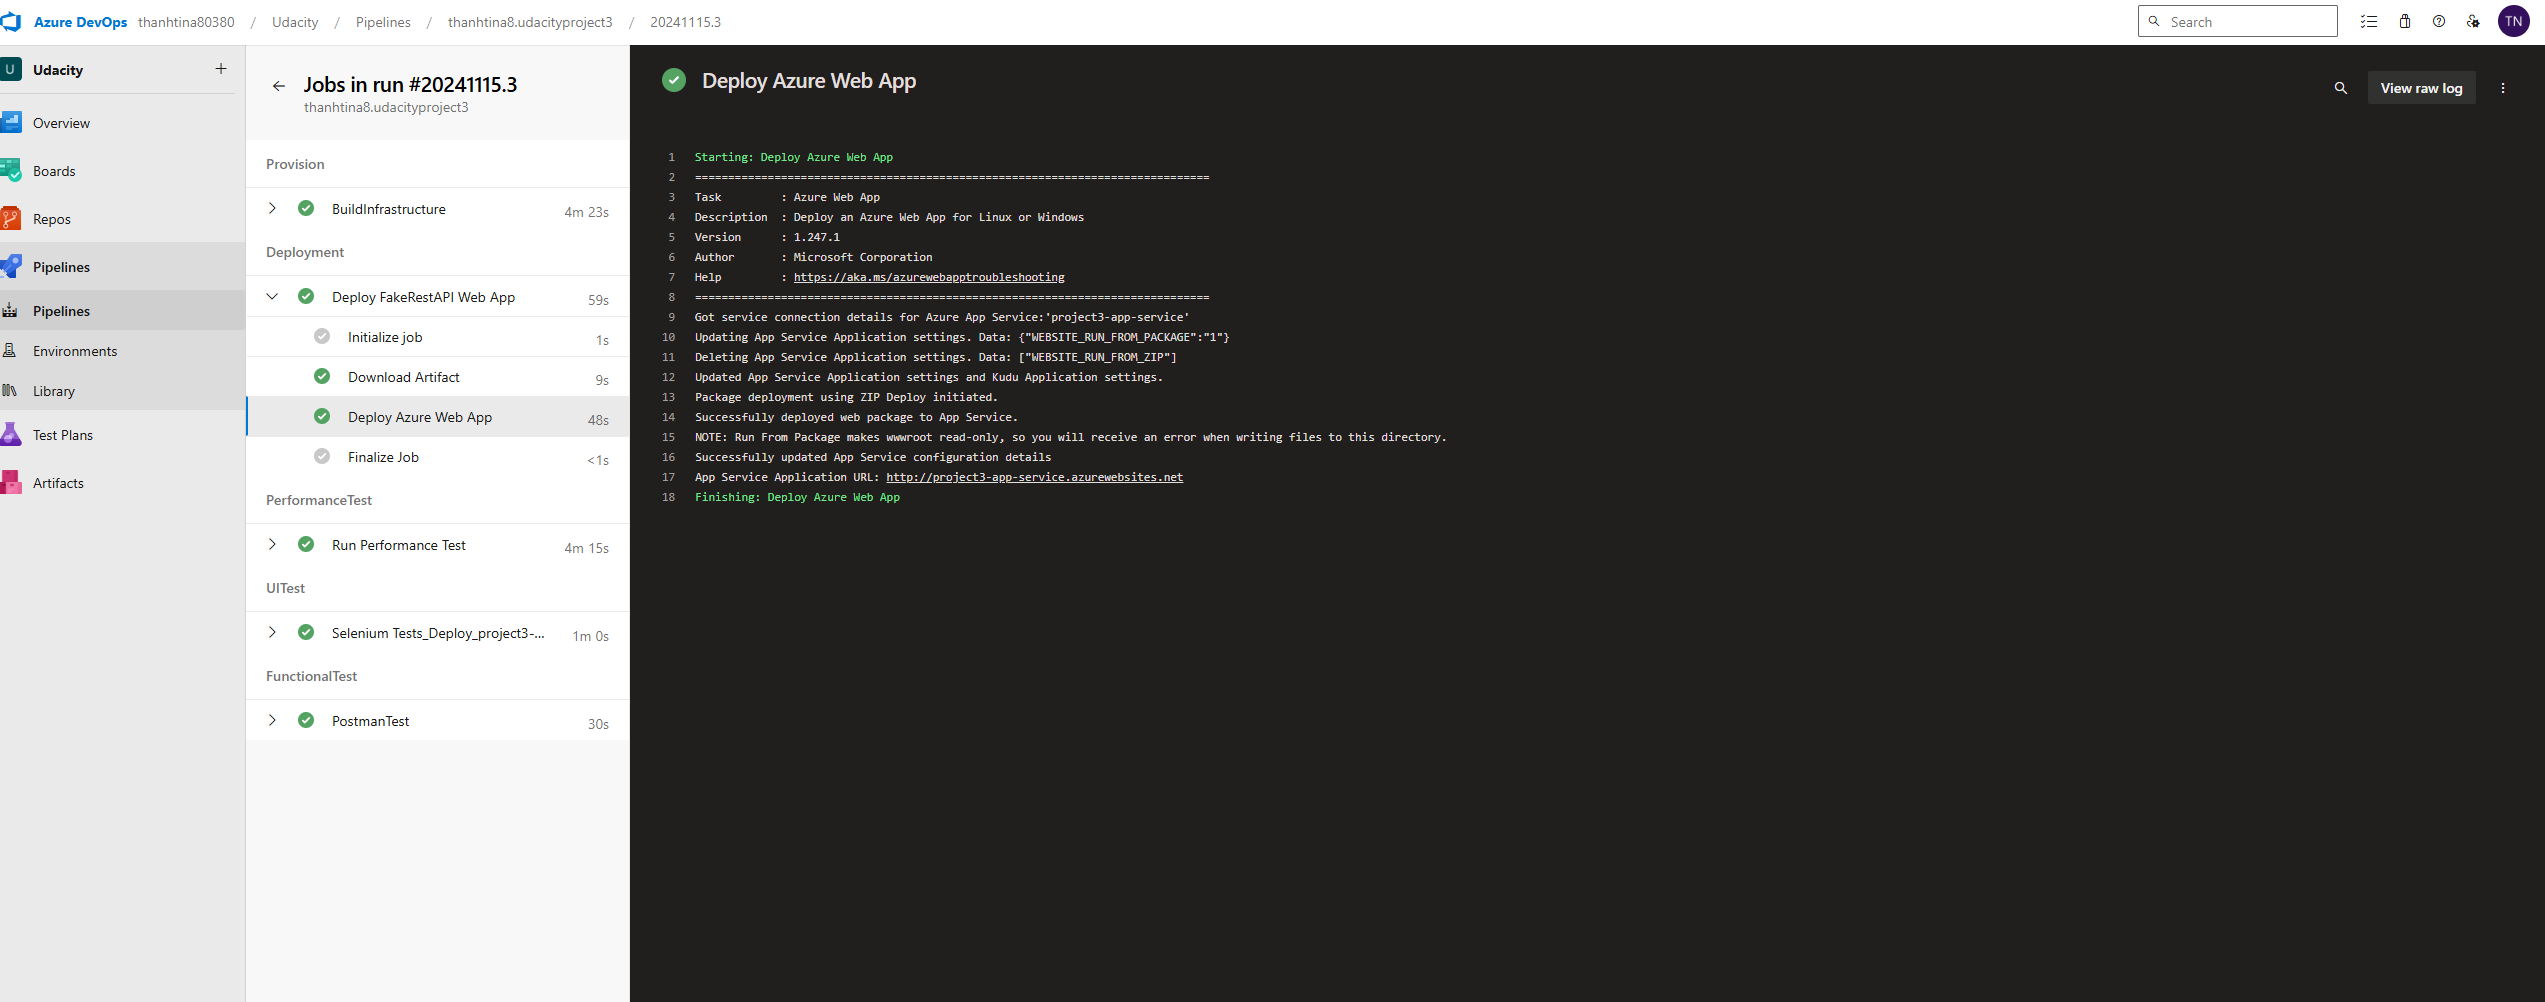 Azure DevOps thanhtina80380 / Udacity / Pipelines / thanhtina8.udacityproject3 / 20241115.3
Search
TN
U Udacity +
Overview
Boards
Repos
Pipelines
Pipelines
Environments
Library
Test Plans
Artifacts
Jobs in run #20241115.3
thanhtina8.udacityproject3
Provision
BuildInfrastructure 4m 23s
Deployment
Deploy FakeRestAPI Web App 59s
Initialize job 1s
Download Artifact 9s
Deploy Azure Web App 48s
Finalize Job <1s
PerformanceTest
Run Performance Test 4m 15s
UITest
Selenium Tests_Deploy_project3-... 1m 0s
FunctionalTest
PostmanTest 30s
Deploy Azure Web App
View raw log
1 Starting: Deploy Azure Web App
2 ==============================================================================
3 Task : Azure Web App
4 Description : Deploy an Azure Web App for Linux or Windows
5 Version : 1.247.1
6 Author : Microsoft Corporation
7 Help : https://aka.ms/azurewebapptroubleshooting
8 ==============================================================================
9 Got service connection details for Azure App Service:'project3-app-service'
10 Updating App Service Application settings. Data: {"WEBSITE_RUN_FROM_PACKAGE":"1"}
11 Deleting App Service Application settings. Data: ["WEBSITE_RUN_FROM_ZIP"]
12 Updated App Service Application settings and Kudu Application settings.
13 Package deployment using ZIP Deploy initiated.
14 Successfully deployed web package to App Service.
15 NOTE: Run From Package makes wwwroot read-only, so you will receive an error when writing files to this directory.
16 Successfully updated App Service configuration details
17 App Service Application URL: http://project3-app-service.azurewebsites.net
18 Finishing: Deploy Azure Web App